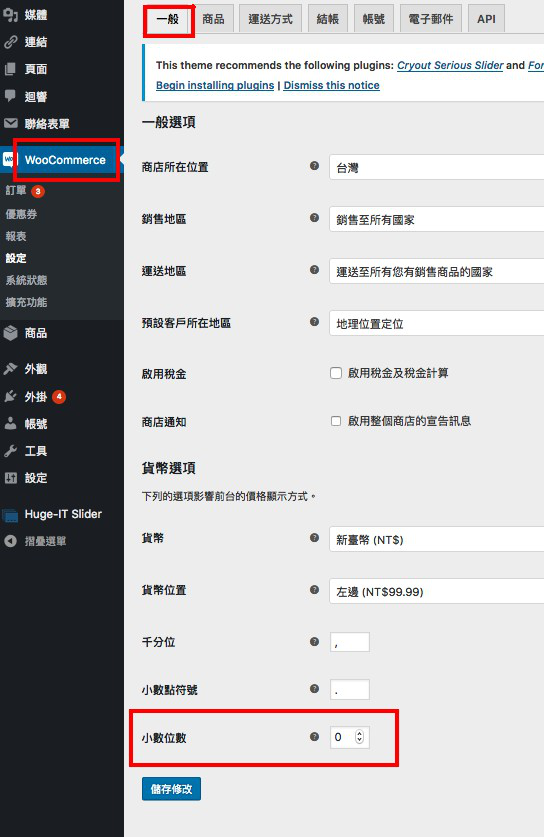 媒體
連結
頁面
迴響
聯絡表單
WooCommerce
訂單 3
優惠券
報表
設定
系統狀態
擴充功能
商品
外觀
外掛 4
帳號
工具
設定
Huge-IT Slider
摺疊選單
一般 商品 運送方式 結帳 帳號 電子郵件 API
This theme recommends the following plugins: Cryout Serious Slider and For
Begin installing plugins | Dismiss this notice
一般選項
商店所在位置 台灣
銷售地區 銷售至所有國家
運送地區 運送至所有您有銷售商品的國家
預設客戶所在地區 地理位置定位
啟用稅金 啟用稅金及稅金計算
商店通知 啟用整個商店的宣告訊息
貨幣選項
下列的選項影響前台的價格顯示方式。
貨幣 新臺幣 (NT$)
貨幣位置 左邊 (NT$99.99)
千分位 ,
小數點符號 .
小數位數 0
儲存修改